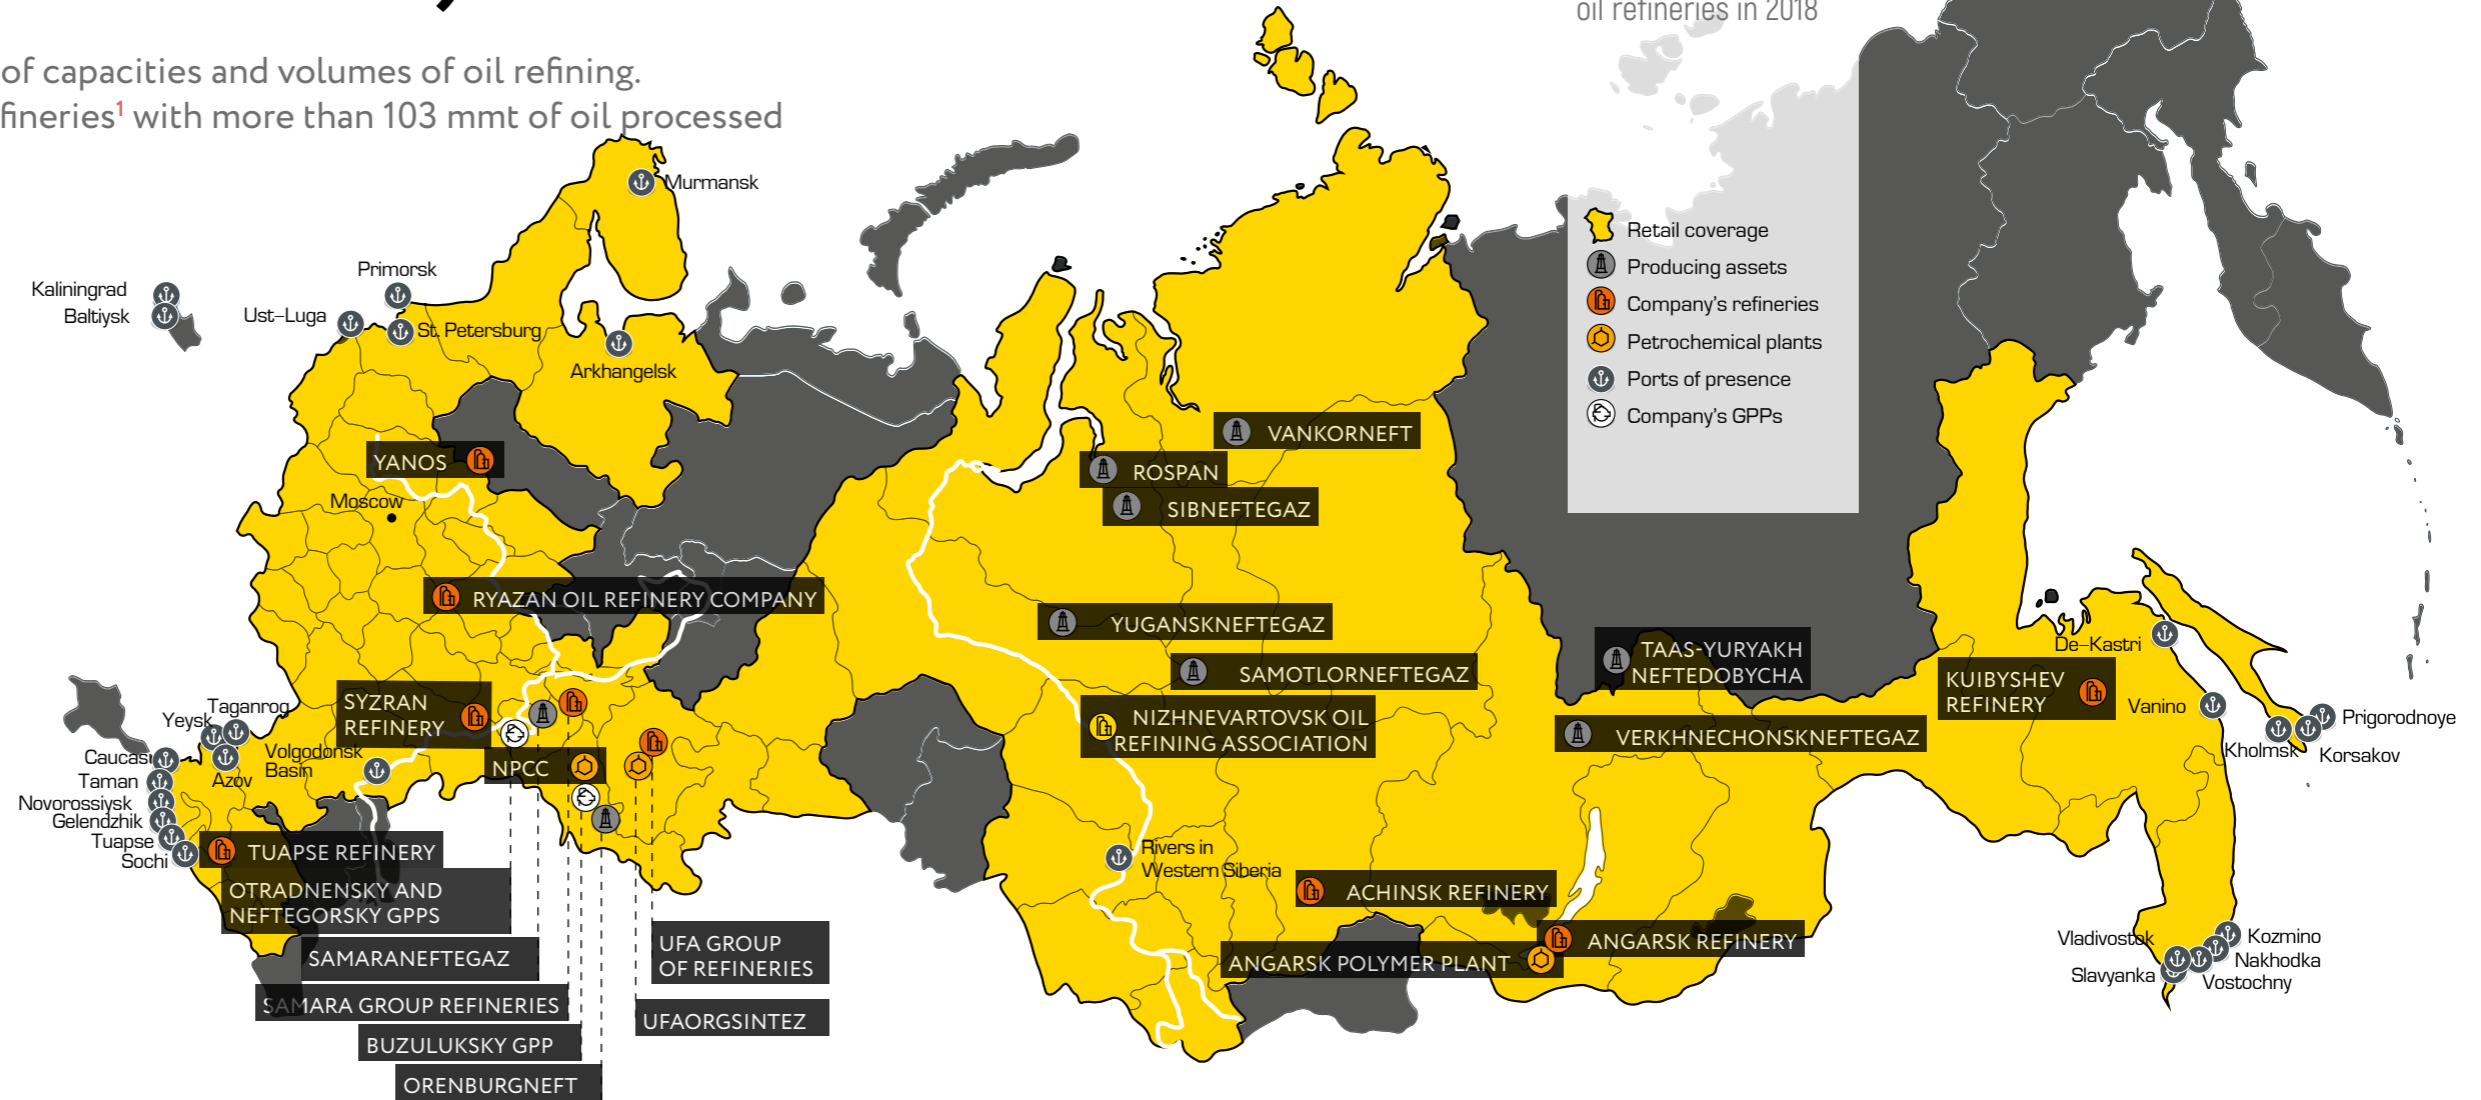 oil refineries in 2018
of capacities and volumes of oil refining.
fineries¹ with more than 103 mmt of oil processed
Murmansk
Primorsk
Kaliningrad
Baltiysk
Ust-Luga
St. Petersburg
Arkhangelsk
Retail coverage
Producing assets
Company's refineries
Petrochemical plants
Ports of presence
Company's GPPs
VANKORNEFT
YANOS
ROSPAN
Moscow
SIBNEFTEGAZ
RYAZAN OIL REFINERY COMPANY
YUGANSKNEFTEGAZ
De-Kastri
TAAS-YURYAKH
NEFTEDOBYCHA
SAMOTLORNEFTEGAZ
KUIBYSHEV
REFINERY
SYZRAN
REFINERY
Taganrog
Yeysk
Vanino
Prigorodnoye
NIZHNEVARTOVSK OIL
REFINING ASSOCIATION
VERKHNECHONSKNEFTEGAZ
Kholmsk
Korsakov
Caucas
Volgodonsk
Basin
NPCC
Taman
Azov
Novorossiysk
Gelendzhik
Tuapse
Sochi
TUAPSE REFINERY
Rivers in
Western Siberia
OTRADNENSKY AND
NEFTEGORSKY GPPS
ACHINSK REFINERY
UFA GROUP
OF REFINERIES
ANGARSK REFINERY
Vladivostok
Kozmino
SAMARANEFTEGAZ
ANGARSK POLYMER PLANT
Nakhodka
Slavyanka
Vostochny
SAMARA GROUP REFINERIES
UFAORGSINTEZ
BUZULUKSKY GPP
ORENBURGNEFT